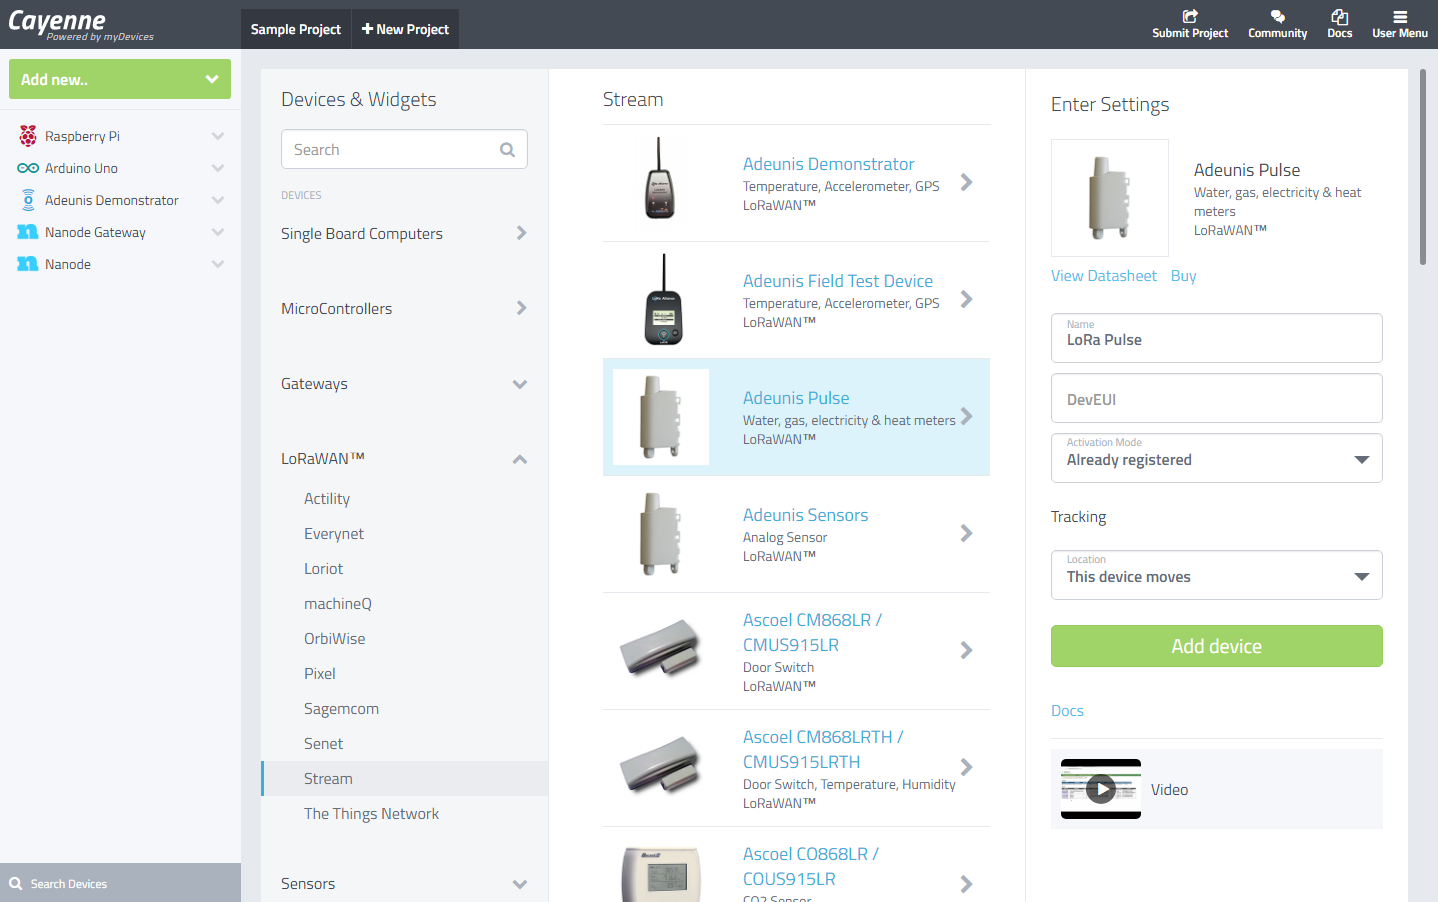 Cayenne
Powered by myDevices
Sample Project
New Project
Submit Project
Community
Docs
User Menu
Add new..
Raspberry Pi
Arduino Uno
Adeunis Demonstrator
Nanode Gateway
Nanode
Search Devices
Devices & Widgets
Search
DEVICES
Single Board Computers
MicroControllers
Gateways
LoRaWAN™
Actility
Everynet
Loriot
machineQ
OrbiWise
Pixel
Sagemcom
Senet
Stream
The Things Network
Sensors
Stream
Adeunis Demonstrator
Temperature, Accelerometer, GPS
LoRaWAN™
Adeunis Field Test Device
Temperature, Accelerometer, GPS
LoRaWAN™
Adeunis Pulse
Water, gas, electricity & heat meters
LoRaWAN™
Adeunis Sensors
Analog Sensor
LoRaWAN™
Ascoel CM868LR /
CMUS915LR
Door Switch
LoRaWAN™
Ascoel CM868LRTH /
CMUS915LRTH
Door Switch, Temperature, Humidity
LoRaWAN™
Ascoel CO868LR /
COUS915LR
CO2 Sensor
Enter Settings
Adeunis Pulse
Water, gas, electricity & heat
meters
LoRaWAN™
View Datasheet Buy
Name
LoRa Pulse
DevEUI
Activation Mode
Already registered
Tracking
Location
This device moves
Add device
Docs
Video